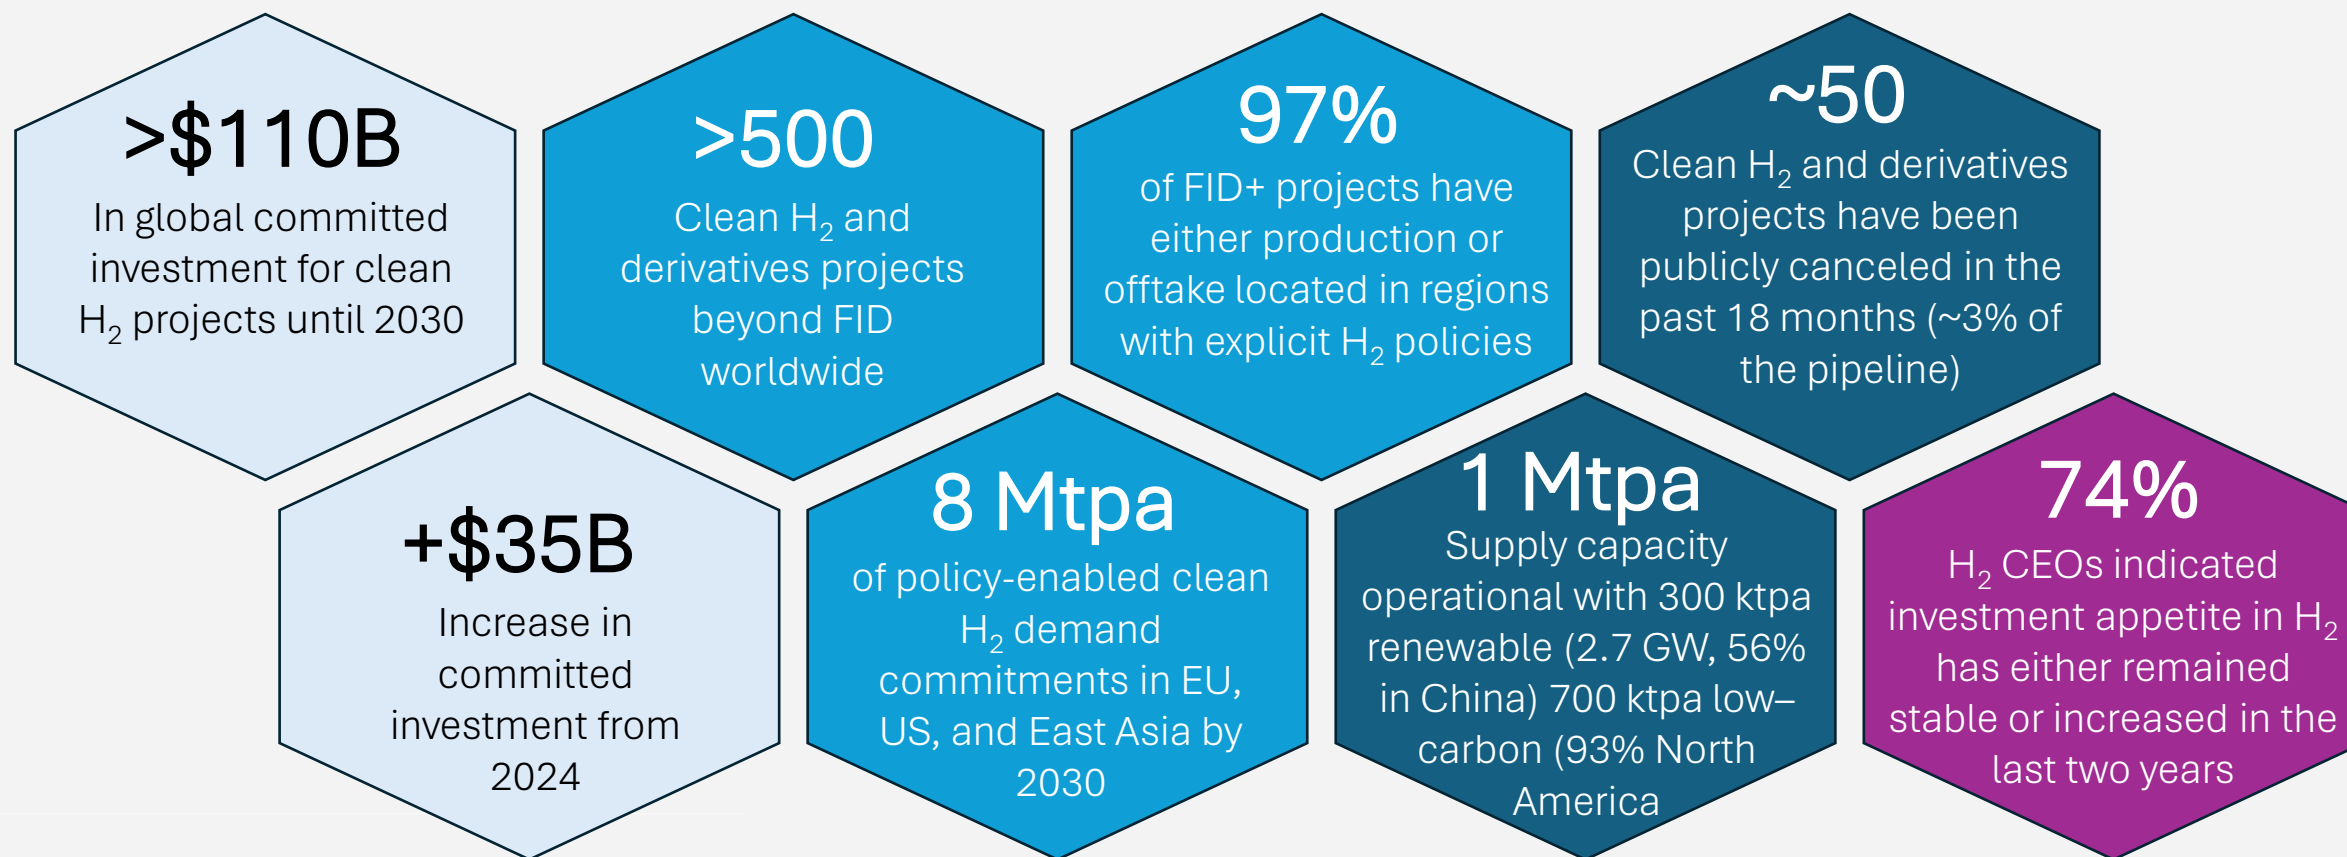 >$110B
In global committed
investment for clean
H₂ projects until 2030
>500
Clean H₂ and
derivatives projects
beyond FID
worldwide
97%
of FID+ projects have
either production or
offtake located in regions
with explicit H₂ policies
~50
Clean H₂ and derivatives
projects have been
publicly canceled in the
past 18 months (~3% of
the pipeline)
+$35B
Increase in
committed
investment from
2024
8 Mtpa
of policy-enabled clean
H₂ demand
commitments in EU,
US, and East Asia by
2030
1 Mtpa
Supply capacity
operational with 300 ktpa
renewable (2.7 GW, 56%
in China) 700 ktpa low–
carbon (93% North
America
74%
H₂ CEOs indicated
investment appetite in H₂
has either remained
stable or increased in the
last two years